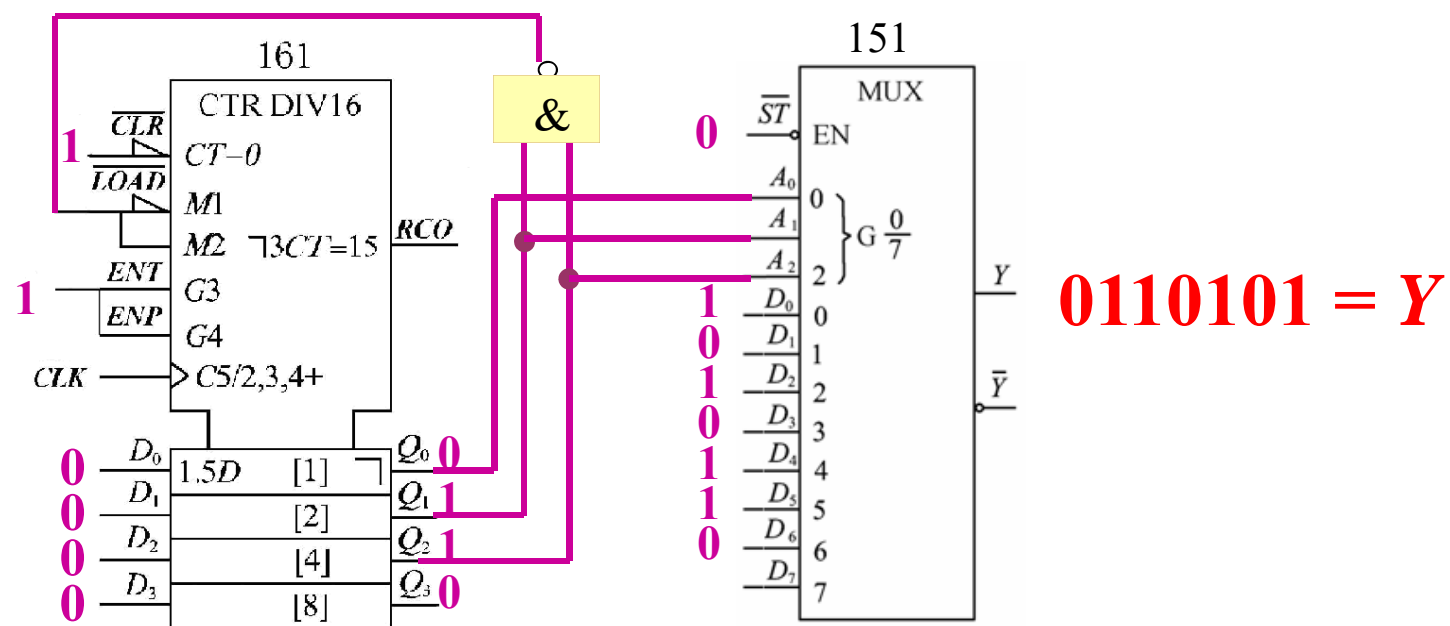 161
CTR DIV16
CLR
1
CT=0
LOAD
M1
M2
⅂3CT=15
RCO
ENT
1
G3
ENP
G4
CLK
C5/2,3,4+
0
D0
1.5D
[1]
Q0
0
0
D1
[2]
Q1
1
0
D2
[4]
Q2
1
0
D3
[8]
Q3
0
&
151
MUX
0
ST
EN
A0
0
A1
G 0/7
A2
2
1
D0
0
0
D1
1
1
D2
2
0
D3
3
1
D4
4
1
D5
5
0
D6
6
D7
7
Y
Y
0110101 = Y